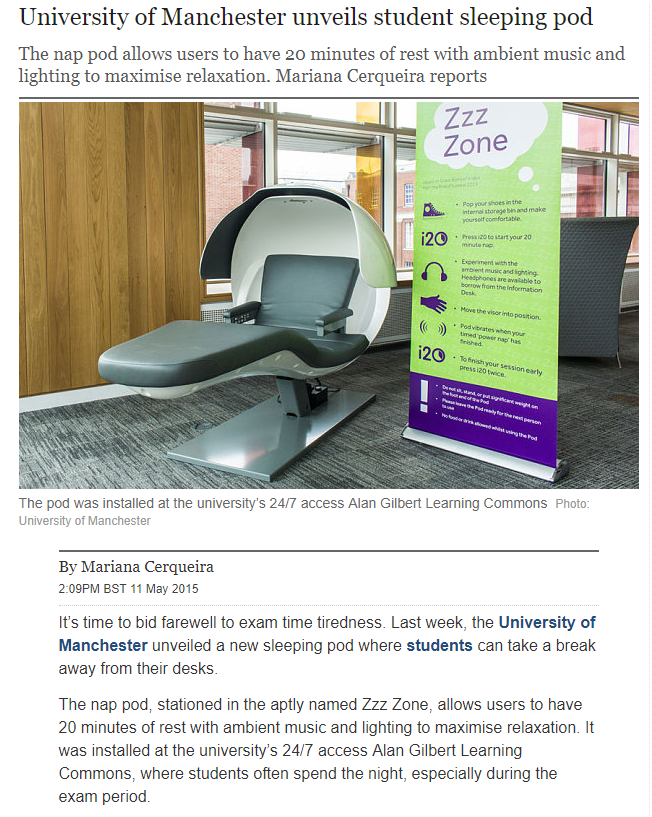 University of Manchester unveils student sleeping pod
The nap pod allows users to have 20 minutes of rest with ambient music and
lighting to maximise relaxation. Mariana Cerqueira reports
Zzz
Zone
Pop your shoes in the
internal storage bin and make
yourself comfortable.
i20
Press i20 to start your 20
minute nap.
Experiment with the
ambient music and lighting.
Headphones are available to
borrow from the Information
Desk.
Move the visor into position.
Pod vibrates when your
timed 'power nap' has
finished.
i20
To finish your session early
press i20 twice.
!
Do not sit, stand, or put significant weight on
the foot end of the Pod
Please leave the Pod ready for the next person
to use
No food or drink allowed whilst using the Pod
The pod was installed at the university's 24/7 access Alan Gilbert Learning Commons Photo:
University of Manchester
By Mariana Cerqueira
2:09PM BST 11 May 2015
It's time to bid farewell to exam time tiredness. Last week, the University of
Manchester unveiled a new sleeping pod where students can take a break
away from their desks.
The nap pod, stationed in the aptly named Zzz Zone, allows users to have
20 minutes of rest with ambient music and lighting to maximise relaxation. It
was installed at the university's 24/7 access Alan Gilbert Learning
Commons, where students often spend the night, especially during the
exam period.